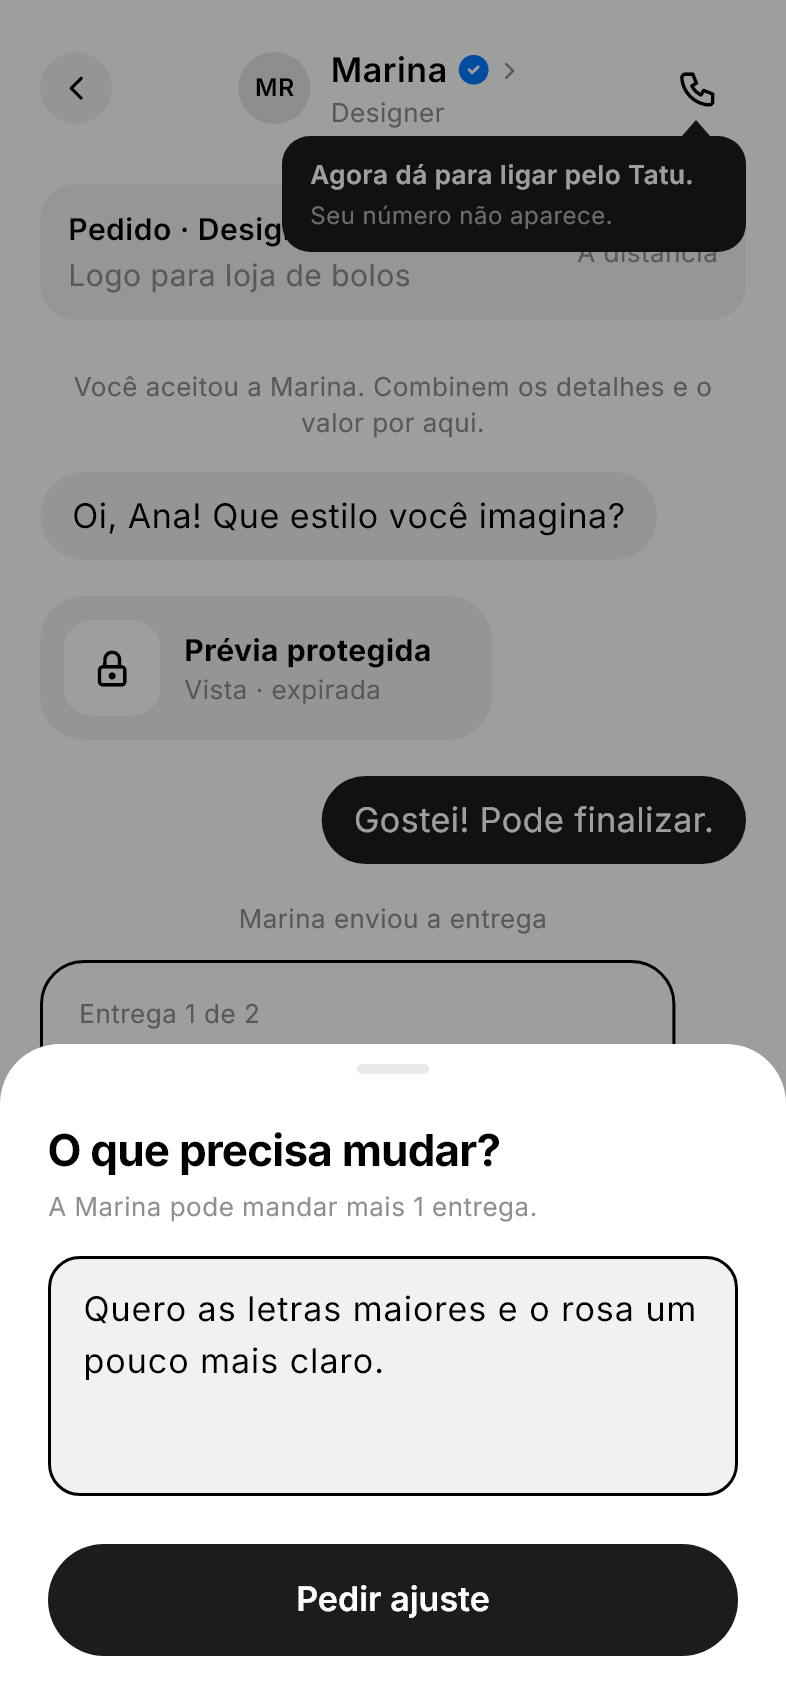 MR
Marina
Designer
Agora dá para ligar pelo Tatu.
Seu número não aparece.
Pedido · Desig
Logo para loja de bolos
A distância
Você aceitou a Marina. Combinem os detalhes e o
valor por aqui.
Oi, Ana! Que estilo você imagina?
Prévia protegida
Vista · expirada
Gostei! Pode finalizar.
Marina enviou a entrega
Entrega 1 de 2
O que precisa mudar?
A Marina pode mandar mais 1 entrega.
Quero as letras maiores e o rosa um
pouco mais claro.
Pedir ajuste